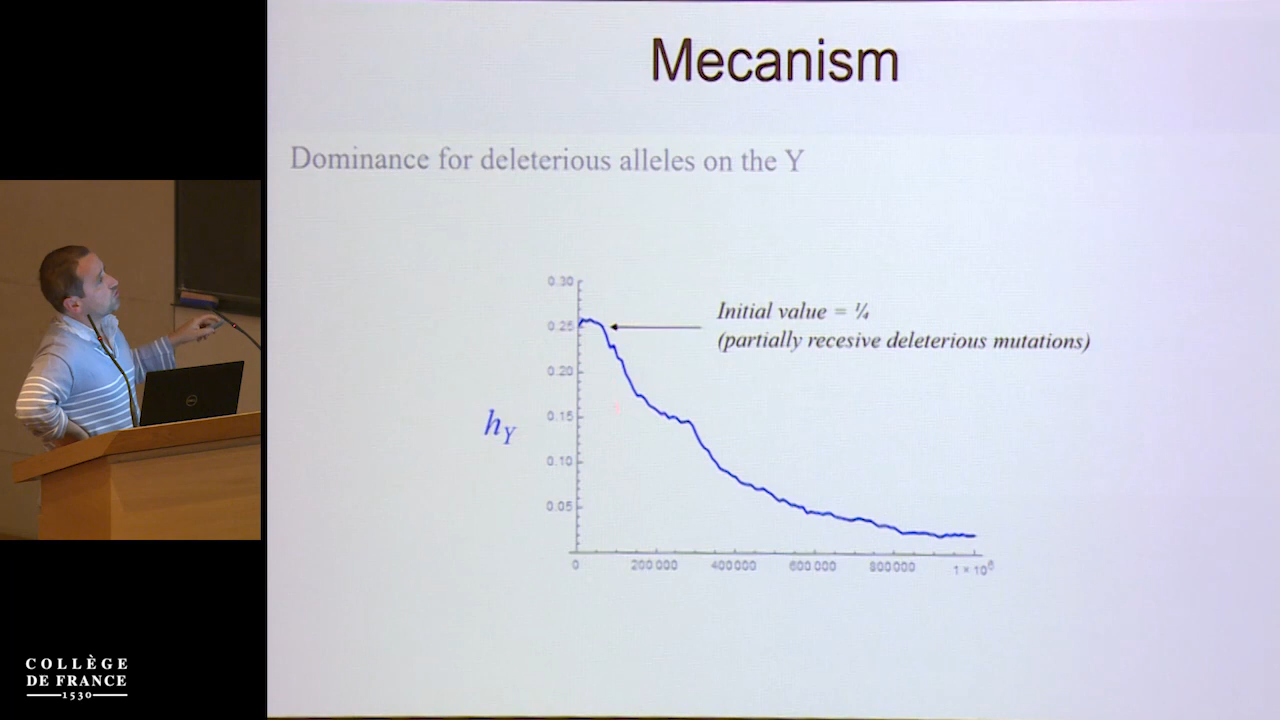 Mecanism
Dominance for deleterious alleles on the Y
0.30
0.25
0.20
0.15
0.10
0.05
h_Y
Initial value = ¼
(partially recesive deleterious mutations)
0 200 000 400 000 600 000 800 000 1 × 10⁶
COLLÈGE
DE FRANCE
1530
DELL